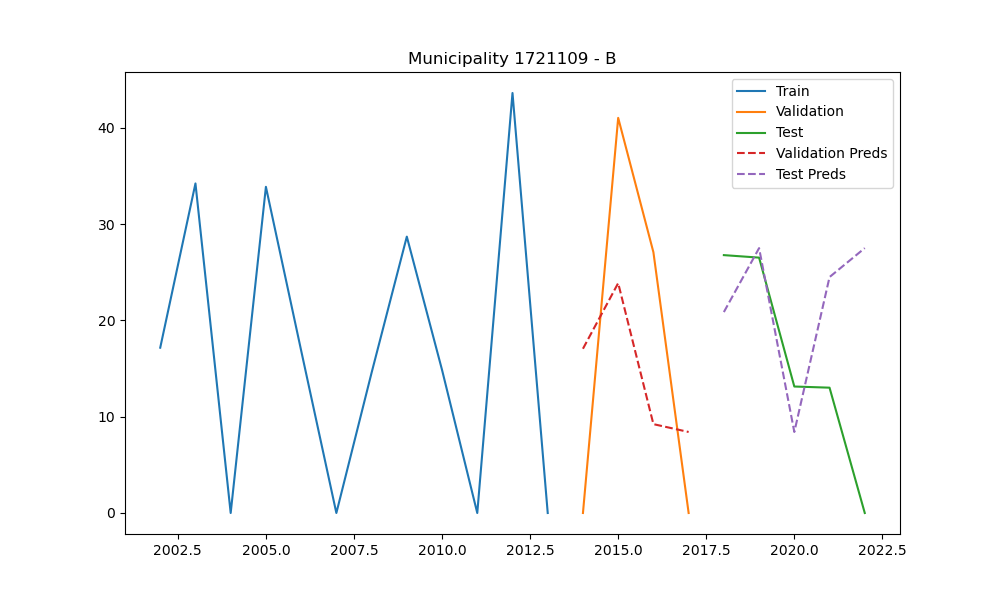 Municipality 1721109 - B
Train
Validation
Test
Validation Preds
Test Preds
40
30
20
10
0
2002.5 2005.0 2007.5 2010.0 2012.5 2015.0 2017.5 2020.0 2022.5